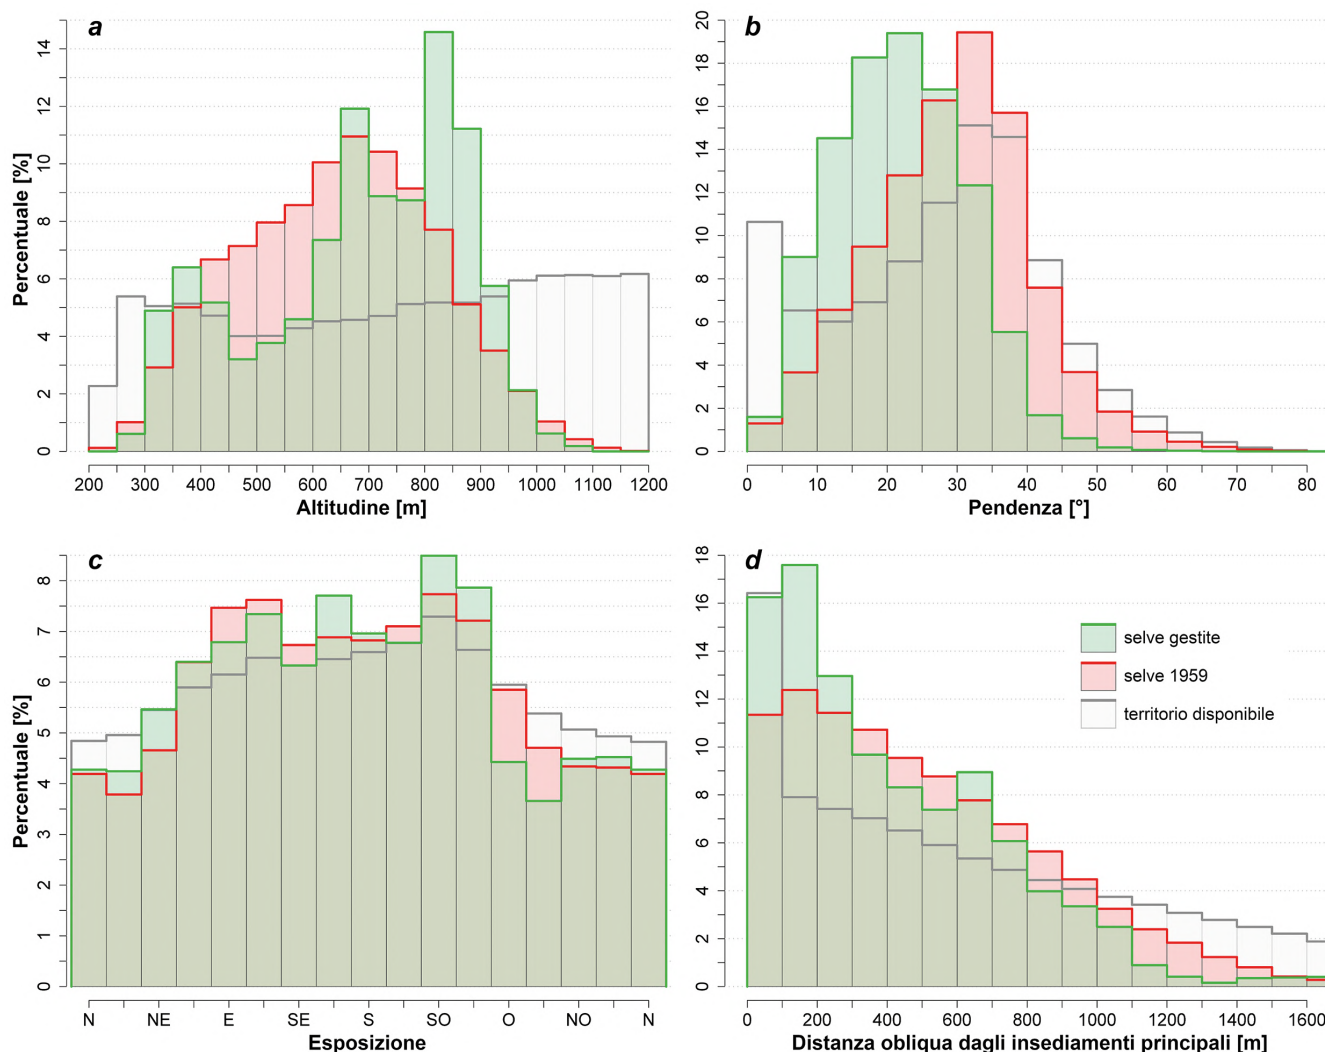 a
Percentuale [%]
14
12
10
8
6
4
2
0
200 300 400 500 600 700 800 900 1000 1100 1200
Altitudine [m]
b
20
18
16
14
12
10
8
6
4
2
0
0 10 20 30 40 50 60 70 80
Pendenza [°]
c
Percentuale [%]
8
7
6
5
4
3
2
1
0
N NE E SE S SO O NO N
Esposizione
d
18
16
14
12
10
8
6
4
2
0
selve gestite
selve 1959
territorio disponibile
0 200 400 600 800 1000 1200 1400 1600
Distanza obliqua dagli insediamenti principali [m]